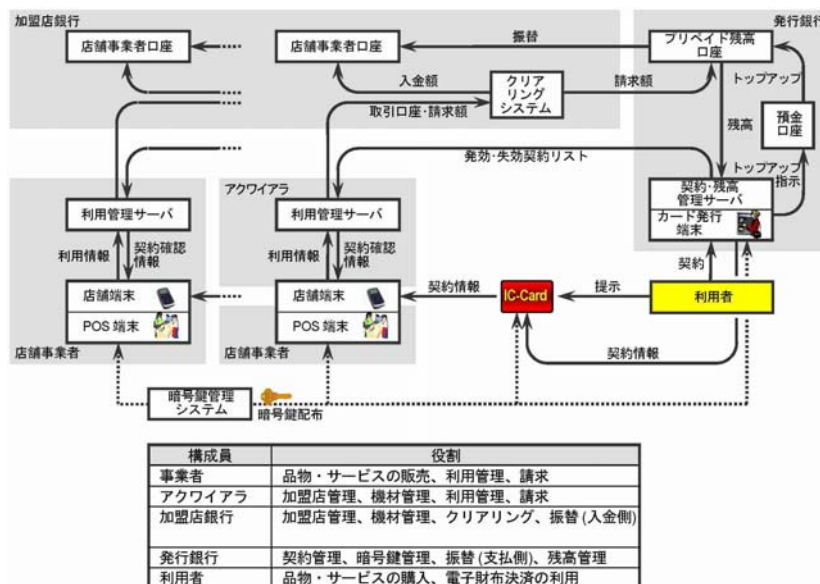 加盟店銀行
発行銀行
店舗事業者口座
店舗事業者口座
振替
プリペイド残高
口座
入金額
クリア
リング
システム
請求額
トップアップ
取引口座・請求額
残高
預金
口座
発効・失効契約リスト
トップアップ
指示
アクワイアラ
契約・残高
管理サーバ
カード発行
端末
利用管理サーバ
利用管理サーバ
利用情報
契約確認
情報
利用情報
契約確認
情報
契約
店舗端末
店舗端末
契約情報
IC-Card
提示
利用者
POS 端末
POS 端末
店舗事業者
店舗事業者
契約情報
暗号鍵管理
システム
暗号鍵配布
構成員 役割
事業者 品物・サービスの販売、利用管理、請求
アクワイアラ 加盟店管理、機材管理、利用管理、請求
加盟店銀行 加盟店管理、機材管理、クリアリング、振替 (入金側)
発行銀行 契約管理、暗号鍵管理、振替 (支払側)、残高管理
利用者 品物・サービスの購入、電子財布決済の利用